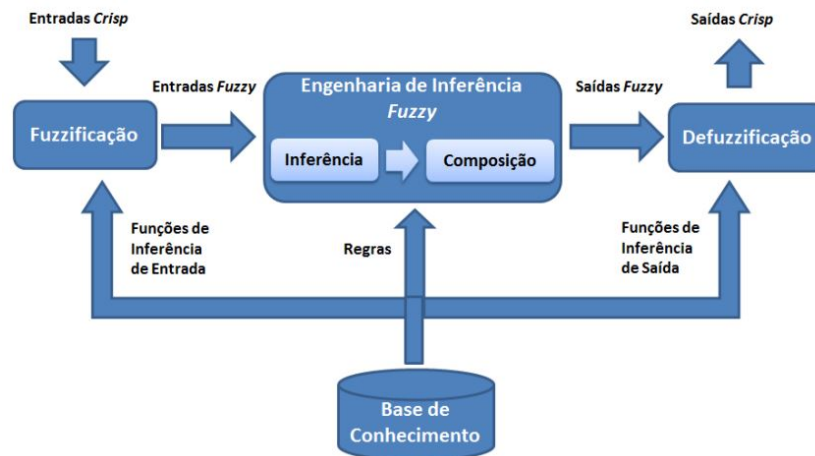 Entradas Crisp
Saídas Crisp
Entradas Fuzzy
Engenharia de Inferência
Fuzzy
Saídas Fuzzy
Fuzzificação
Inferência
Composição
Defuzzificação
Funções de
Inferência
de Entrada
Regras
Funções de
Inferência
de Saída
Base de
Conhecimento